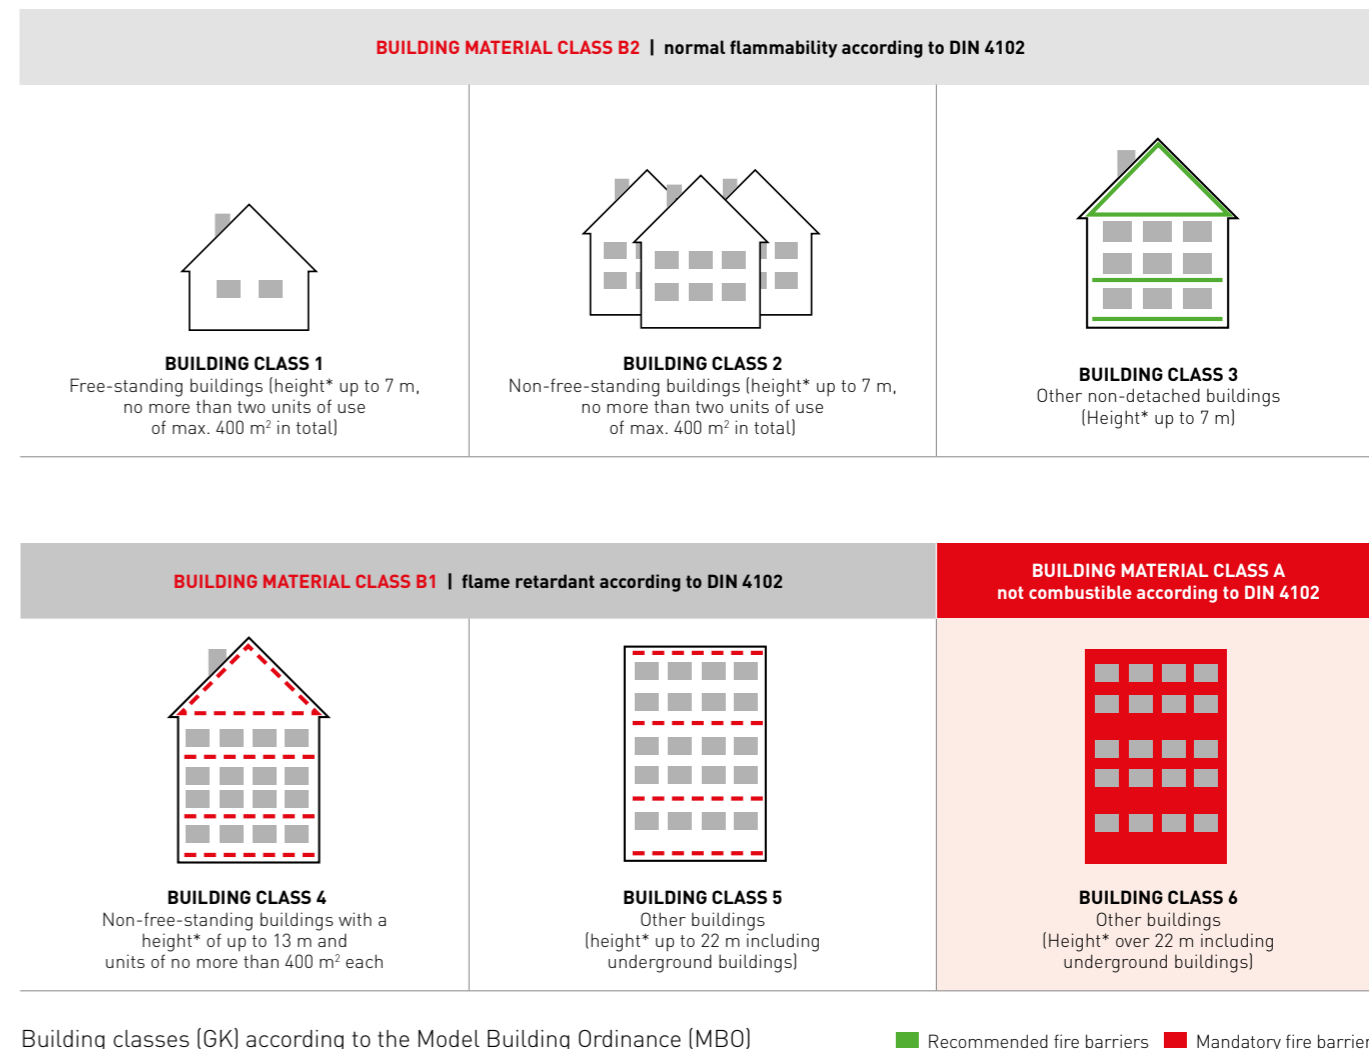 BUILDING MATERIAL CLASS B2 | normal flammability according to DIN 4102
BUILDING CLASS 1
Free-standing buildings (height* up to 7 m,
no more than two units of use
of max. 400 m² in total)
BUILDING CLASS 2
Non-free-standing buildings (height* up to 7 m,
no more than two units of use
of max. 400 m² in total)
BUILDING CLASS 3
Other non-detached buildings
(Height* up to 7 m)
BUILDING MATERIAL CLASS B1 | flame retardant according to DIN 4102
BUILDING MATERIAL CLASS A
not combustible according to DIN 4102
BUILDING CLASS 4
Non-free-standing buildings with a
height* of up to 13 m and
units of no more than 400 m² each
BUILDING CLASS 5
Other buildings
(height* up to 22 m including
underground buildings)
BUILDING CLASS 6
Other buildings
(Height* over 22 m including
underground buildings)
Building classes (GK) according to the Model Building Ordinance (MBO)
Recommended fire barriers
Mandatory fire barrier